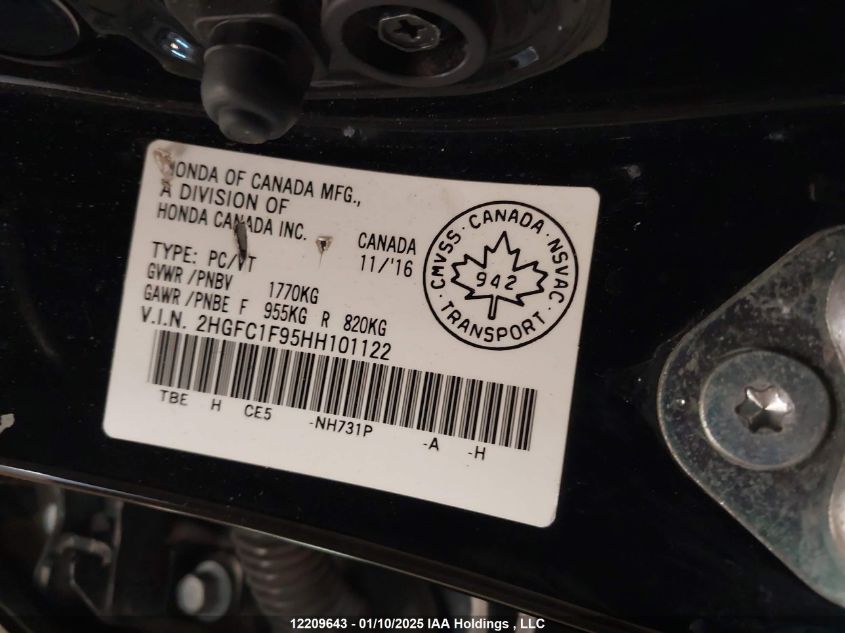 HONDA OF CANADA MFG.,
A DIVISION OF
HONDA CANADA INC.
CANADA
11/'16
TYPE: PC/VT
GVWR /PNBV 1770KG
GAWR /PNBE F 955KG R 820KG
V.I.N. 2HGFC1F95HH101122
TBE H CE5 -NH731P -A -H
CMVSS · CANADA · NSVAC · TRANSPORT ·
942
12209643 - 01/10/2025 IAA Holdings , LLC